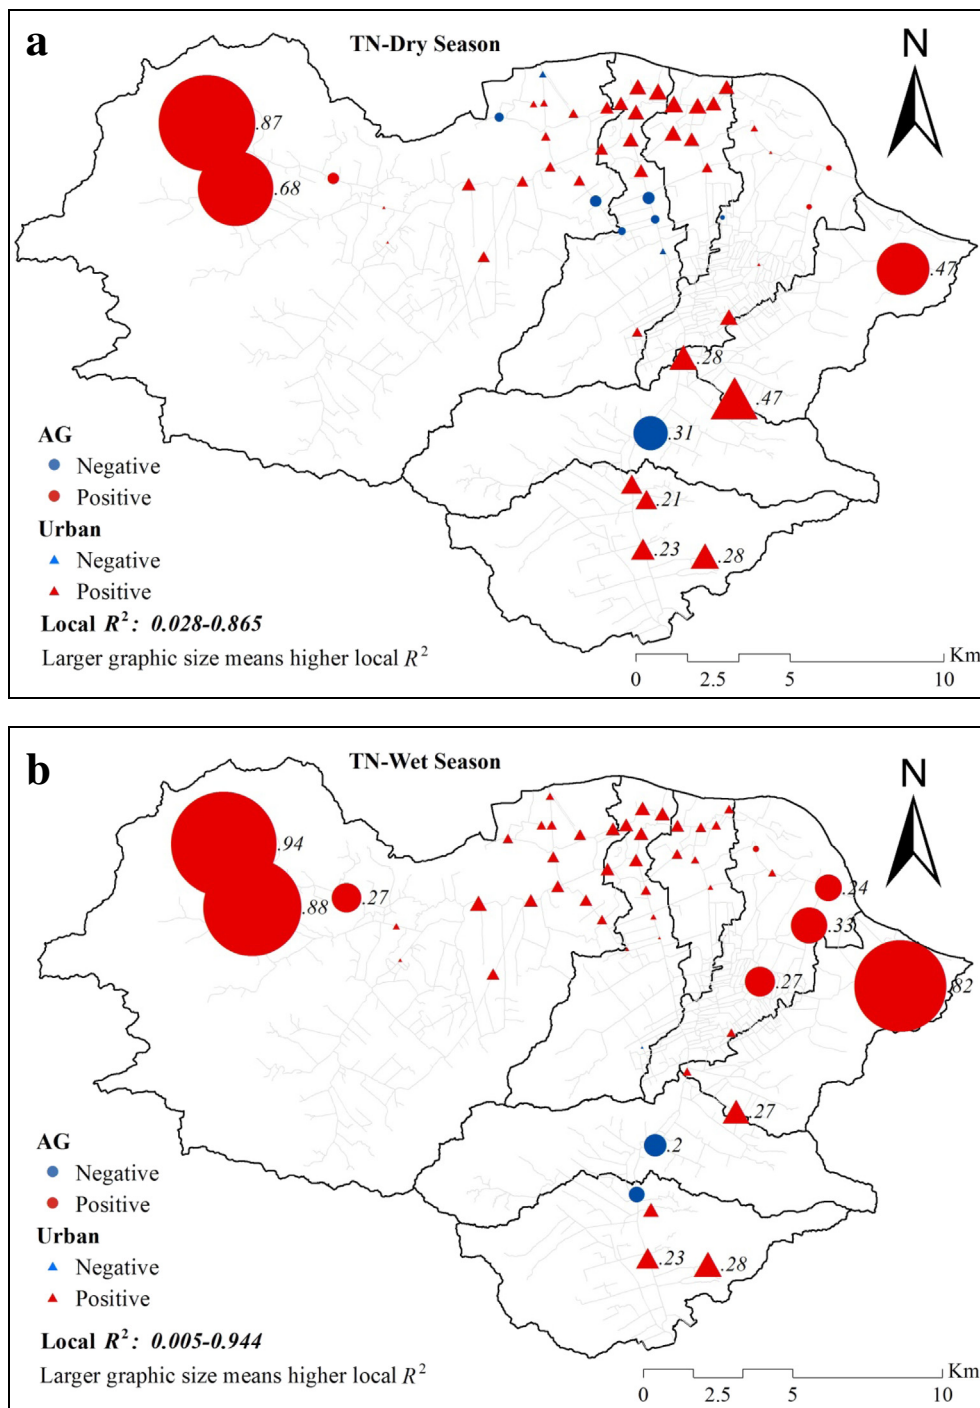 a
TN-Dry Season
N
.87
.68
.47
.28
.47
.31
.21
.23
.28
AG
Negative
Positive
Urban
Negative
Positive
Local R²: 0.028-0.865
Larger graphic size means higher local R²
Km
0 2.5 5 10
b
TN-Wet Season
N
.94
.88
.27
.24
.33
.27
.82
.27
.2
.23
.28
AG
Negative
Positive
Urban
Negative
Positive
Local R²: 0.005-0.944
Larger graphic size means higher local R²
Km
0 2.5 5 10